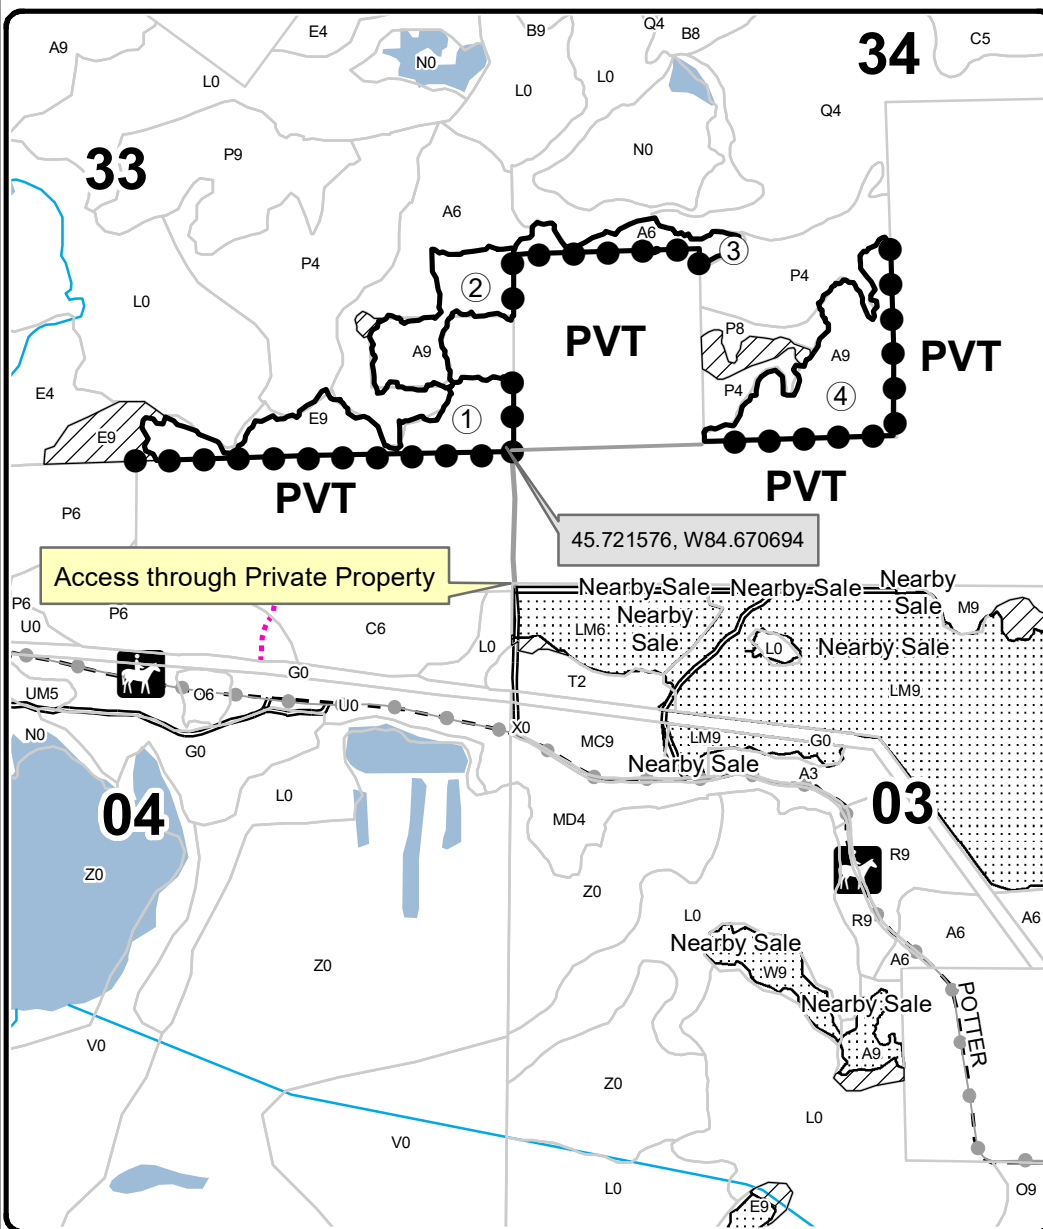 E4
B9
Q4
B8
C5
A9
34
N0
L0
L0
L0
Q4
33
P9
N0
A6
A6
3
P4
P4
2
L0
PVT
P8
A9
A9
PVT
E4
P4
4
1
E9
E9
PVT
PVT
P6
45.721576, W84.670694
Access through Private Property
Nearby Sale
Nearby Sale
Nearby
Sale
M9
P6
P6
U0
C6
LM6
Nearby
Sale
L0
L0
Nearby Sale
G0
T2
LM9
UM5
O6
U0
X0
N0
G0
MC9
LM9
G0
Nearby Sale
A3
04
L0
MD4
03
R9
Z0
Z0
L0
R9
A6
A6
A6
Nearby Sale
Z0
W9
Nearby Sale
POTTER
V0
A9
Z0
L0
V0
L0
E9
O9